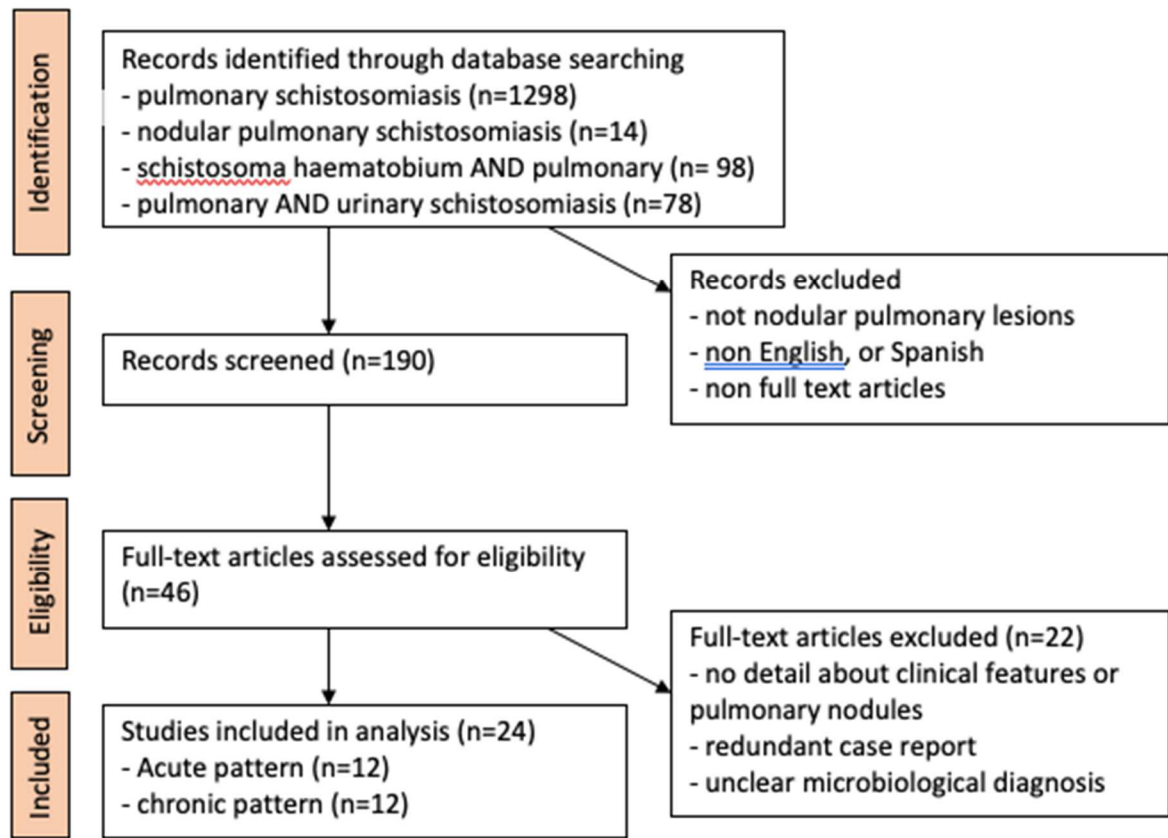 Identification
Records identified through database searching
- pulmonary schistosomiasis (n=1298)
- nodular pulmonary schistosomiasis (n=14)
- schistosoma haematobium AND pulmonary (n= 98)
- pulmonary AND urinary schistosomiasis (n=78)
Records excluded
- not nodular pulmonary lesions
- non English, or Spanish
- non full text articles
Screening
Records screened (n=190)
Eligibility
Full-text articles assessed for eligibility
(n=46)
Full-text articles excluded (n=22)
- no detail about clinical features or
pulmonary nodules
- redundant case report
- unclear microbiological diagnosis
Included
Studies included in analysis (n=24)
- Acute pattern (n=12)
- chronic pattern (n=12)